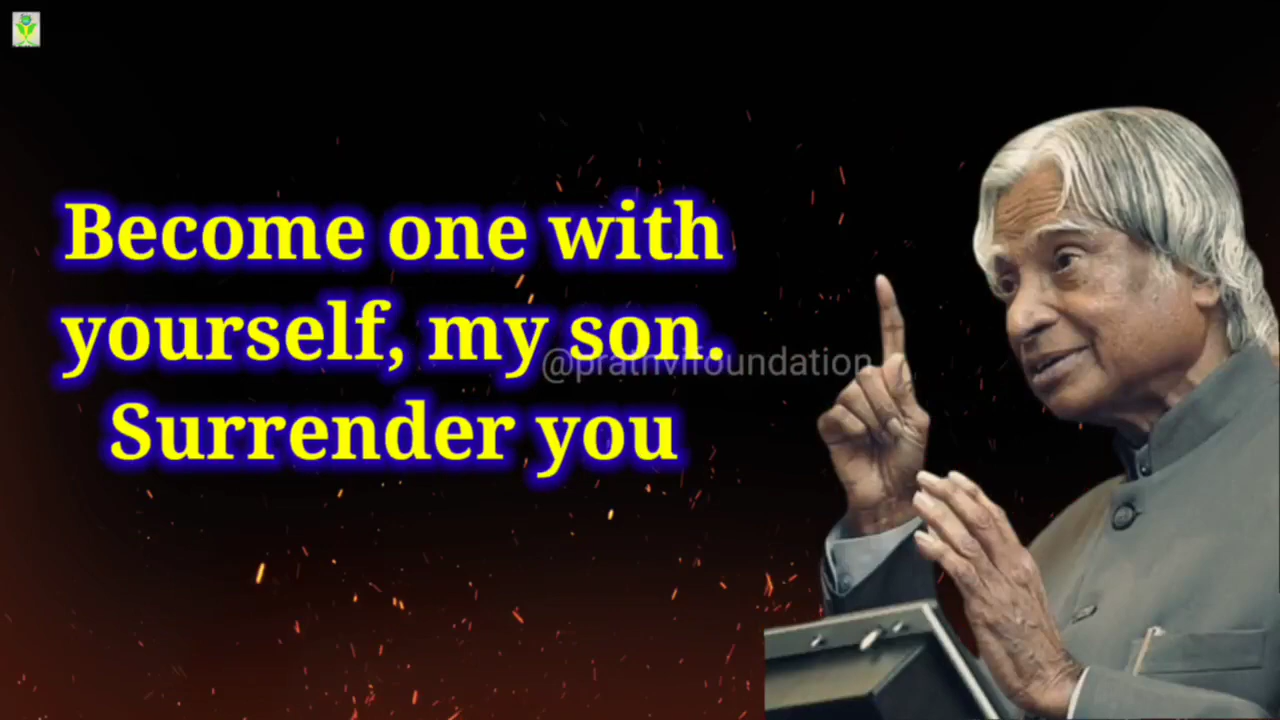 Become one with
yourself, my son.
Surrender you
@prathvifoundation